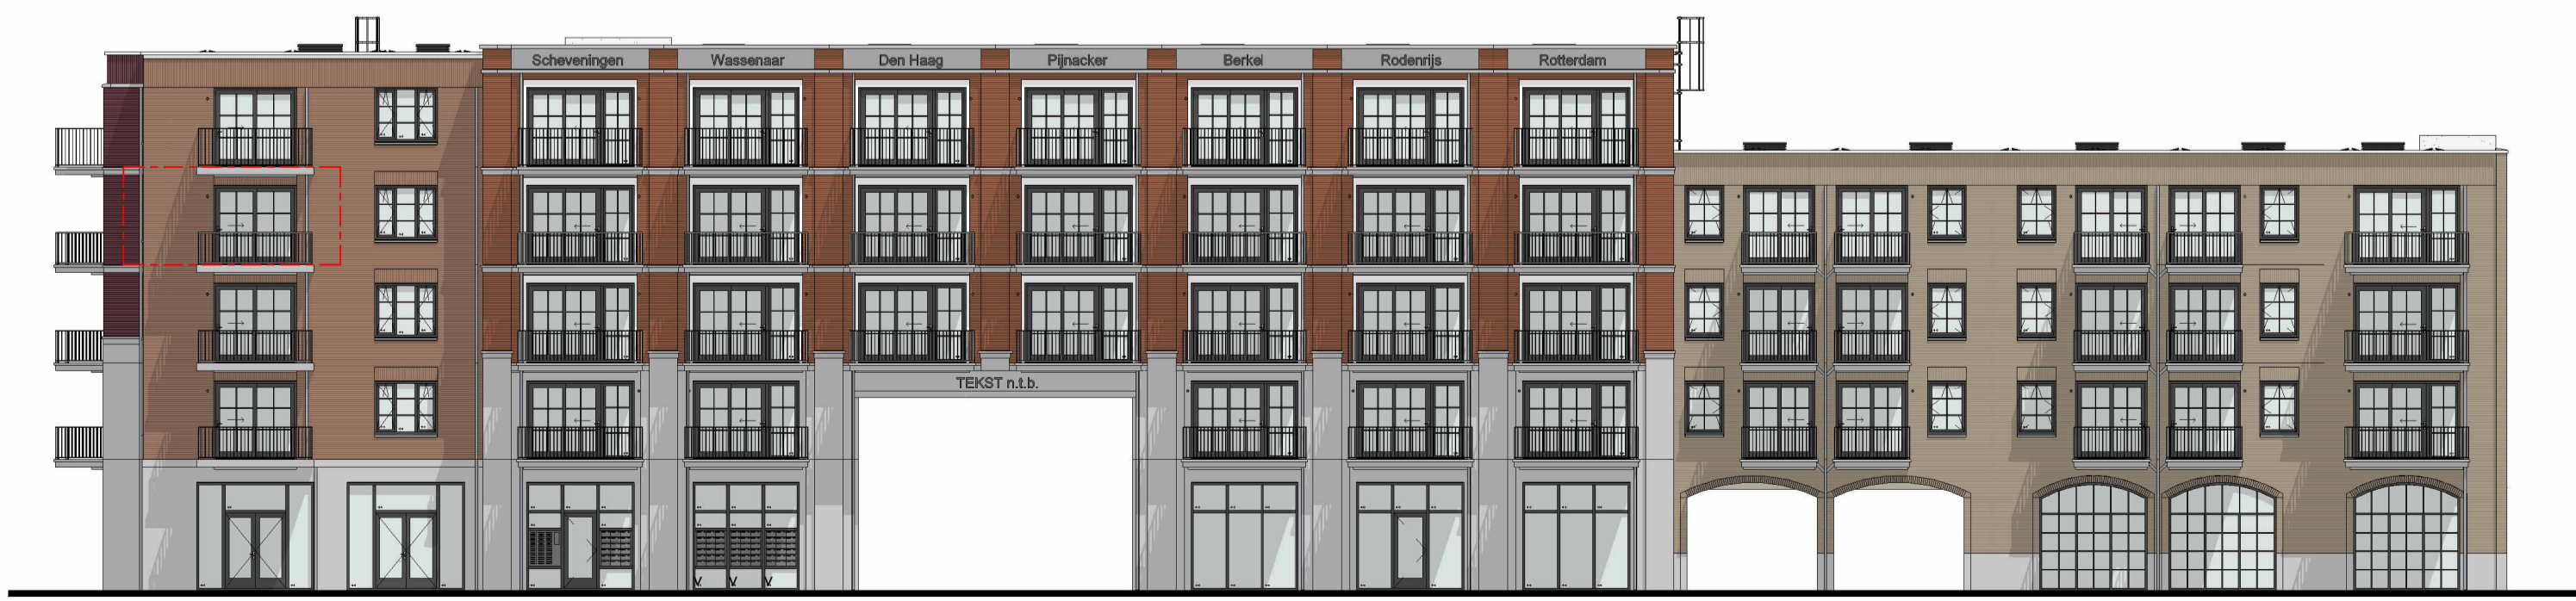 Scheveningen
Wassenaar
Den Haag
Pijnacker
Berkel
Rodenrijs
Rotterdam
TEKST n.t.b.